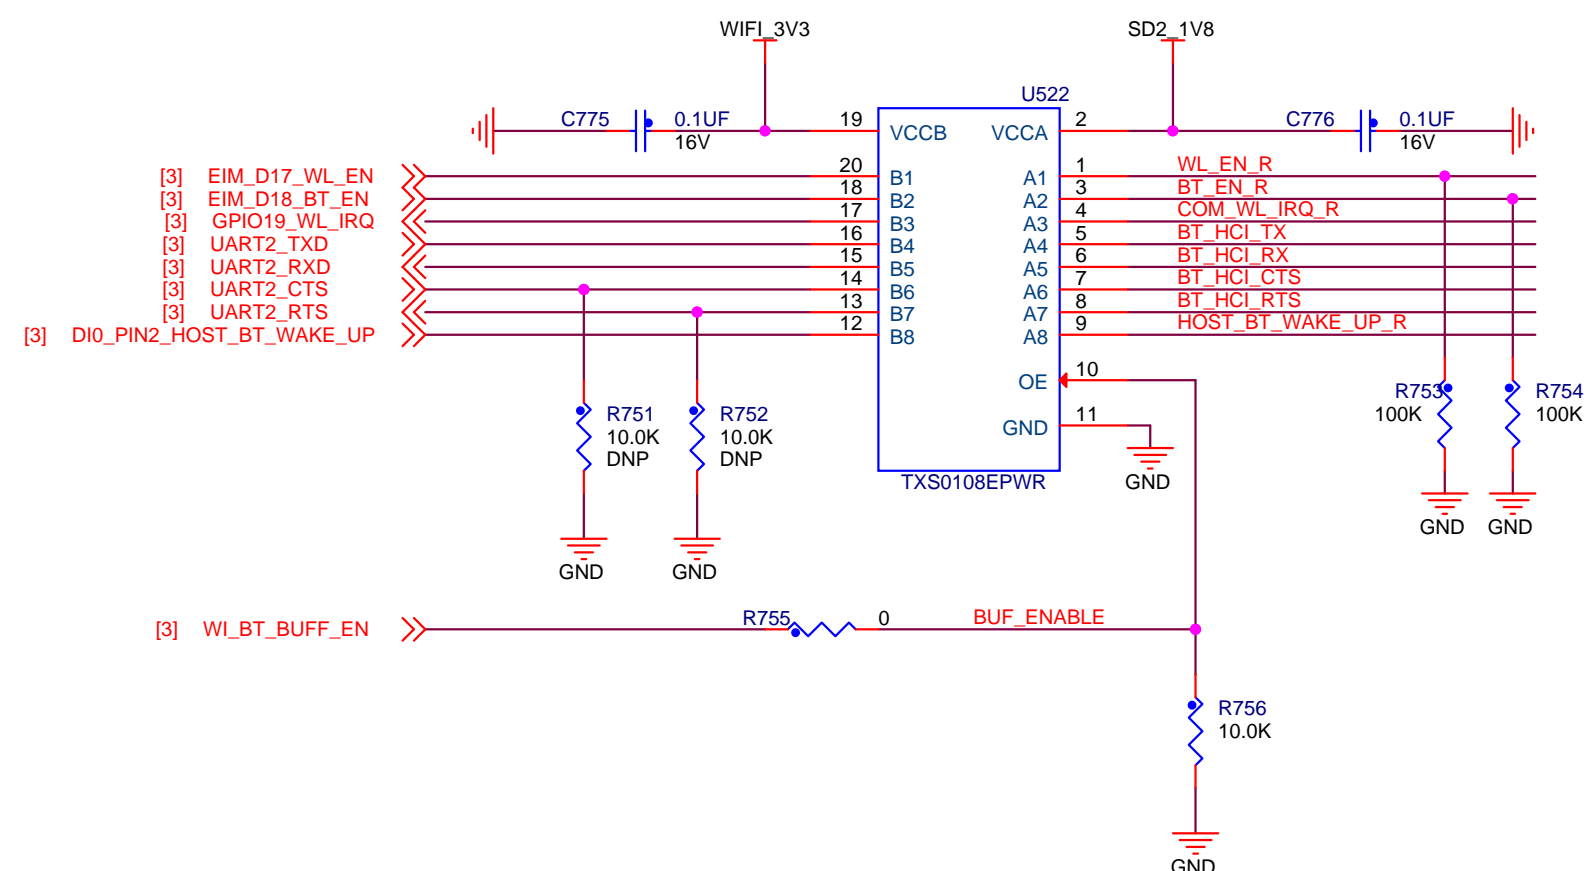 WIFI_3V3
SD2_1V8
U522
C775
0.1UF
16V
19
VCCB
VCCA
2
C776
0.1UF
16V
[3] EIM_D17_WL_EN
20
B1
A1
1
WL_EN_R
[3] EIM_D18_BT_EN
18
B2
A2
3
BT_EN_R
[3] GPIO19_WL_IRQ
17
B3
A3
4
COM_WL_IRQ_R
[3] UART2_TXD
16
B4
A4
5
BT_HCI_TX
[3] UART2_RXD
15
B5
A5
6
BT_HCI_RX
[3] UART2_CTS
14
B6
A6
7
BT_HCI_CTS
[3] UART2_RTS
13
B7
A7
8
BT_HCI_RTS
[3] DI0_PIN2_HOST_BT_WAKE_UP
12
B8
A8
9
HOST_BT_WAKE_UP_R
OE
10
GND
11
R751
10.0K
DNP
R752
10.0K
DNP
R753
100K
R754
100K
TXS0108EPWR
GND
GND
GND
GND
GND
[3] WI_BT_BUFF_EN
R755
0
BUF_ENABLE
R756
10.0K
GND